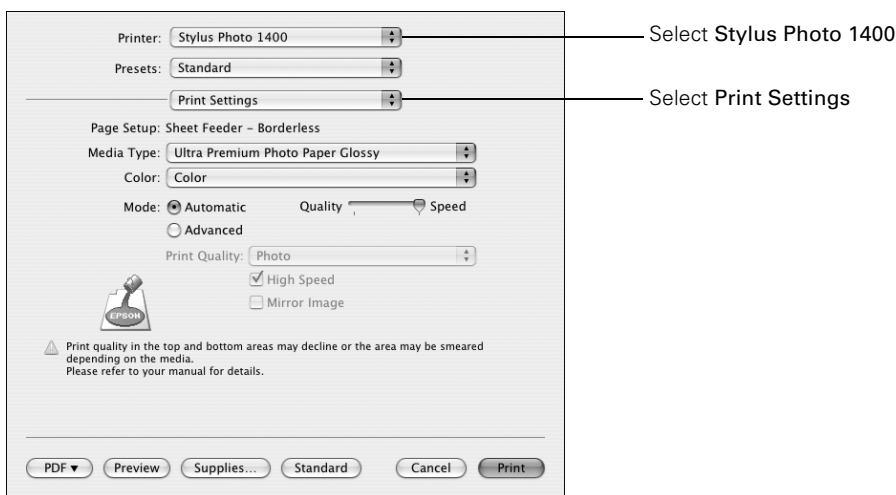 Printer: Stylus Photo 1400
Select Stylus Photo 1400
Presets: Standard
Print Settings
Select Print Settings
Page Setup: Sheet Feeder – Borderless
Media Type: Ultra Premium Photo Paper Glossy
Color: Color
Mode: Automatic Quality Speed
Advanced
Print Quality: Photo
High Speed
Mirror Image
EPSON
Print quality in the top and bottom areas may decline or the area may be smeared
depending on the media.
Please refer to your manual for details.
PDF ▼ Preview Supplies... Standard Cancel Print